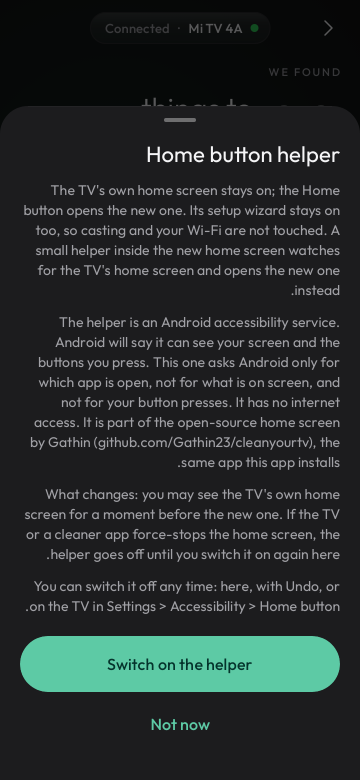 Connected · Mi TV 4A
WE FOUND
Home button helper
The TV's own home screen stays on; the Home
button opens the new one. Its setup wizard stays on
too, so casting and your Wi-Fi are not touched. A
small helper inside the new home screen watches
for the TV's home screen and opens the new one
.instead
The helper is an Android accessibility service.
Android will say it can see your screen and the
buttons you press. This one asks Android only for
which app is open, not for what is on screen, and
not for your button presses. It has no internet
access. It is part of the open-source home screen
by Gathin (github.com/Gathin23/cleanyourtv), the
.same app this app installs
What changes: you may see the TV's own home
screen for a moment before the new one. If the TV
or a cleaner app force-stops the home screen, the
.helper goes off until you switch it on again here
You can switch it off any time: here, with Undo, or
.on the TV in Settings > Accessibility > Home button
Switch on the helper
Not now